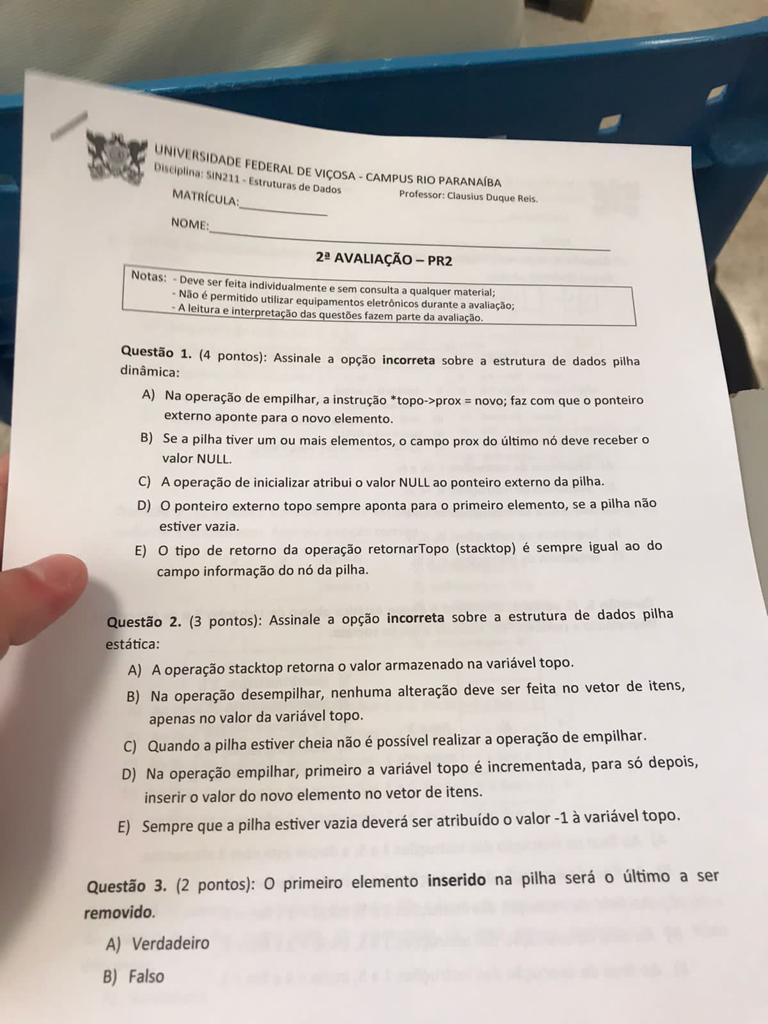 UNIVERSIDADE FEDERAL DE VIÇOSA - CAMPUS RIO PARANAÍBA
Disciplina: SIN211 - Estruturas de Dados Professor: Clausius Duque Reis.
MATRÍCULA:
NOME:
2ª AVALIAÇÃO – PR2
Notas: - Deve ser feita individualmente e sem consulta a qualquer material;
- Não é permitido utilizar equipamentos eletrônicos durante a avaliação;
- A leitura e interpretação das questões fazem parte da avaliação.
Questão 1. (4 pontos): Assinale a opção incorreta sobre a estrutura de dados pilha
dinâmica:
A) Na operação de empilhar, a instrução *topo->prox = novo; faz com que o ponteiro
externo aponte para o novo elemento.
B) Se a pilha tiver um ou mais elementos, o campo prox do último nó deve receber o
valor NULL.
C) A operação de inicializar atribui o valor NULL ao ponteiro externo da pilha.
D) O ponteiro externo topo sempre aponta para o primeiro elemento, se a pilha não
estiver vazia.
E) O tipo de retorno da operação retornarTopo (stacktop) é sempre igual ao do
campo informação do nó da pilha.
Questão 2. (3 pontos): Assinale a opção incorreta sobre a estrutura de dados pilha
estática:
A) A operação stacktop retorna o valor armazenado na variável topo.
B) Na operação desempilhar, nenhuma alteração deve ser feita no vetor de itens,
apenas no valor da variável topo.
C) Quando a pilha estiver cheia não é possível realizar a operação de empilhar.
D) Na operação empilhar, primeiro a variável topo é incrementada, para só depois,
inserir o valor do novo elemento no vetor de itens.
E) Sempre que a pilha estiver vazia deverá ser atribuído o valor -1 à variável topo.
Questão 3. (2 pontos): O primeiro elemento inserido na pilha será o último a ser
removido.
A) Verdadeiro
B) Falso